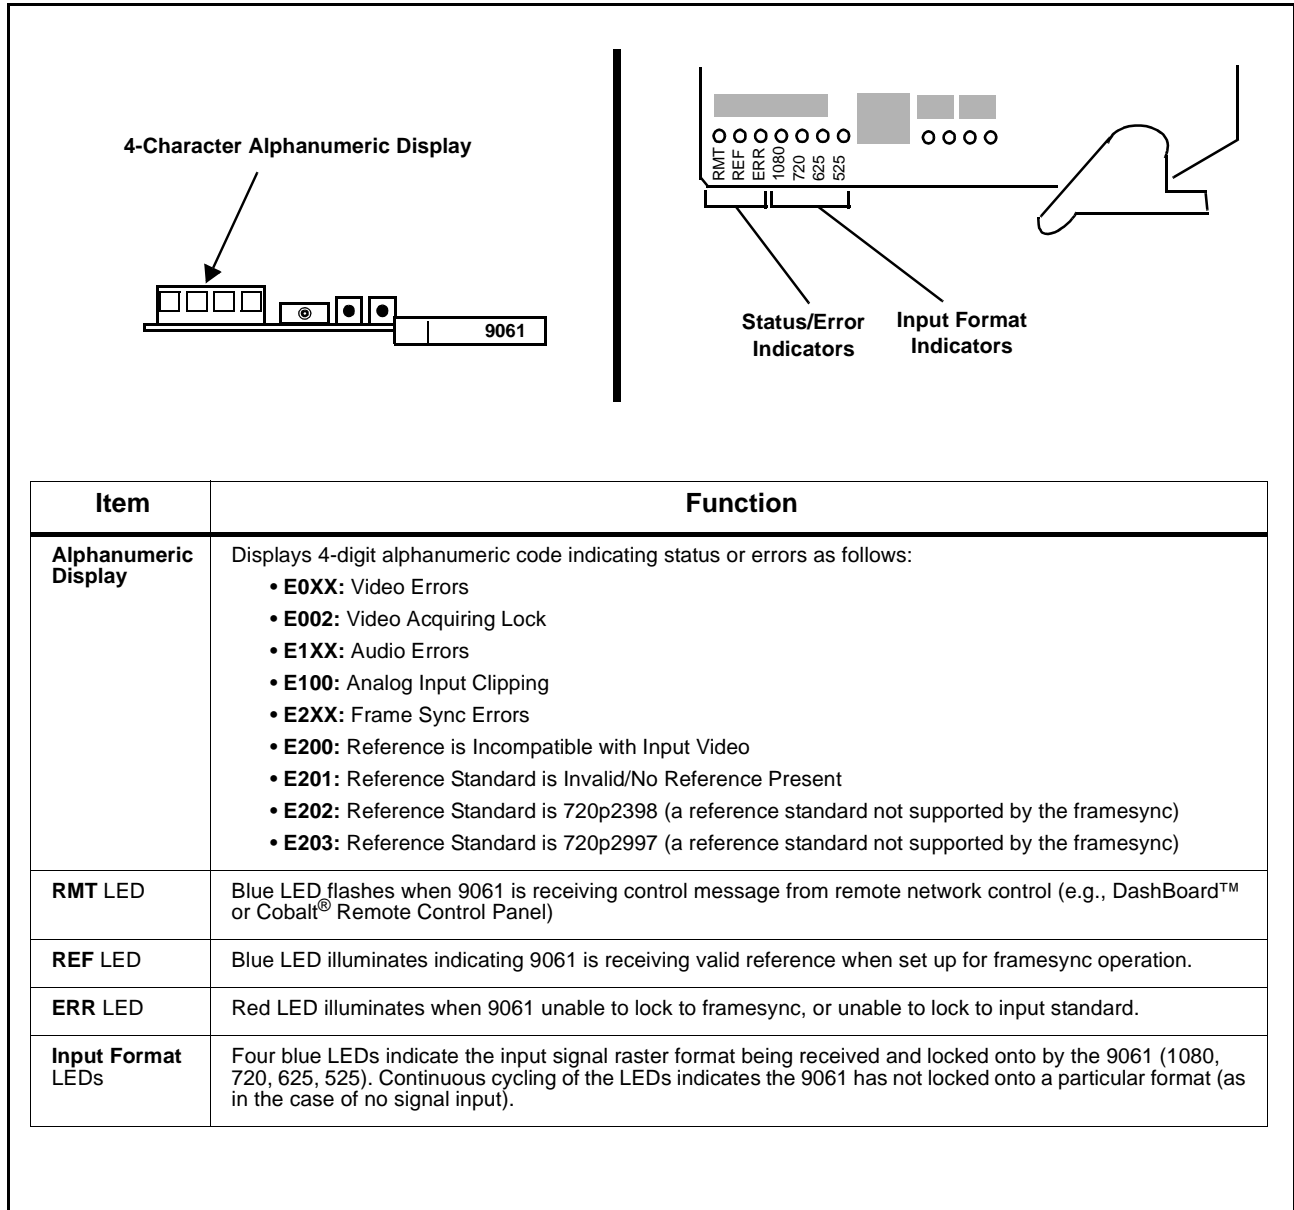 4-Character Alphanumeric Display
9061
RMT
REF
ERR
1080
720
625
525
Status/Error
Indicators
Input Format
Indicators
Item
Function
Alphanumeric
Display
Displays 4-digit alphanumeric code indicating status or errors as follows:
• E0XX: Video Errors
• E002: Video Acquiring Lock
• E1XX: Audio Errors
• E100: Analog Input Clipping
• E2XX: Frame Sync Errors
• E200: Reference is Incompatible with Input Video
• E201: Reference Standard is Invalid/No Reference Present
• E202: Reference Standard is 720p2398 (a reference standard not supported by the framesync)
• E203: Reference Standard is 720p2997 (a reference standard not supported by the framesync)
RMT LED
Blue LED flashes when 9061 is receiving control message from remote network control (e.g., DashBoard™
or Cobalt® Remote Control Panel)
REF LED
Blue LED illuminates indicating 9061 is receiving valid reference when set up for framesync operation.
ERR LED
Red LED illuminates when 9061 unable to lock to framesync, or unable to lock to input standard.
Input Format
LEDs
Four blue LEDs indicate the input signal raster format being received and locked onto by the 9061 (1080,
720, 625, 525). Continuous cycling of the LEDs indicates the 9061 has not locked onto a particular format (as
in the case of no signal input).